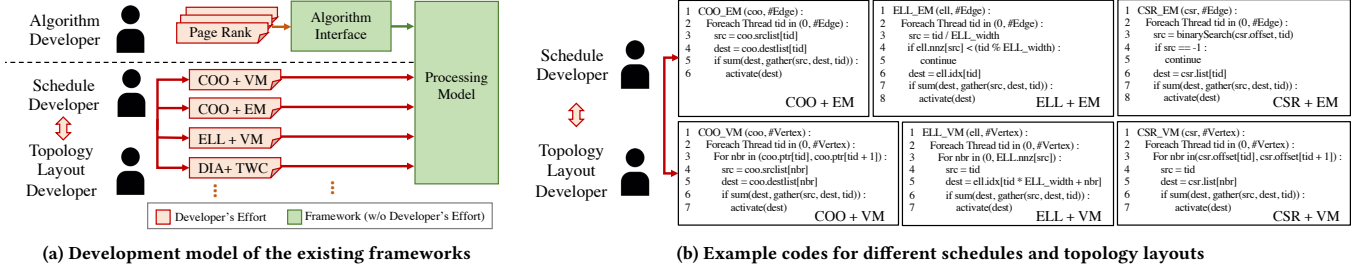 Algorithm
Developer
Page Rank
Algorithm
Interface
Processing
Model
Schedule
Developer
Topology
Layout
Developer
COO + VM
COO + EM
ELL + VM
DIA+ TWC
Developer's Effort
Framework (w/o Developer's Effort)
(a) Development model of the existing frameworks
Schedule
Developer
Topology
Layout
Developer
1 COO_EM (coo, #Edge) :
2 Foreach Thread tid in (0, #Edge) :
3 src = coo.srclist[tid]
4 dest = coo.destlist[tid]
5 if sum(dest, gather(src, dest, tid)) :
6 activate(dest)
COO + EM
1 ELL_EM (ell, #Edge) :
2 Foreach Thread tid in (0, #Edge) :
3 src = tid / ELL_width
4 if ell.nnz[src] < (tid % ELL_width) :
5 continue
6 dest = ell.idx[tid]
7 if sum(dest, gather(src, dest, tid)) :
8 activate(dest)
ELL + EM
1 CSR_EM (csr, #Edge) :
2 Foreach Thread tid in (0, #Edge) :
3 src = binarySearch(csr.offset, tid)
4 if src == -1 :
5 continue
6 dest = csr.list[tid]
7 if sum(dest, gather(src, dest, tid)) :
8 activate(dest)
CSR + EM
1 COO_VM (coo, #Vertex) :
2 Foreach Thread tid in (0, #Vertex) :
3 For nbr in (coo.ptr[tid], coo.ptr[tid + 1]) :
4 src = coo.srclist[nbr]
5 dest = coo.destlist[nbr]
6 if sum(dest, gather(src, dest, tid)) :
7 activate(dest)
COO + VM
1 ELL_VM (ell, #Vertex) :
2 Foreach Thread tid in (0, #Vertex) :
3 For nbr in (0, ELL.nnz[src]) :
4 src = tid
5 dest = ell.idx[tid * ELL_width + nbr]
6 if sum(dest, gather(src, dest, tid)) :
7 activate(dest)
ELL + VM
1 CSR_VM (csr, #Vertex) :
2 Foreach Thread tid in (0, #Vertex) :
3 For nbr in(csr.offset[tid], csr.offset[tid + 1]) :
4 src = tid
5 dest = csr.list[nbr]
6 if sum(dest, gather(src, dest, tid)) :
7 activate(dest)
CSR + VM
(b) Example codes for different schedules and topology layouts